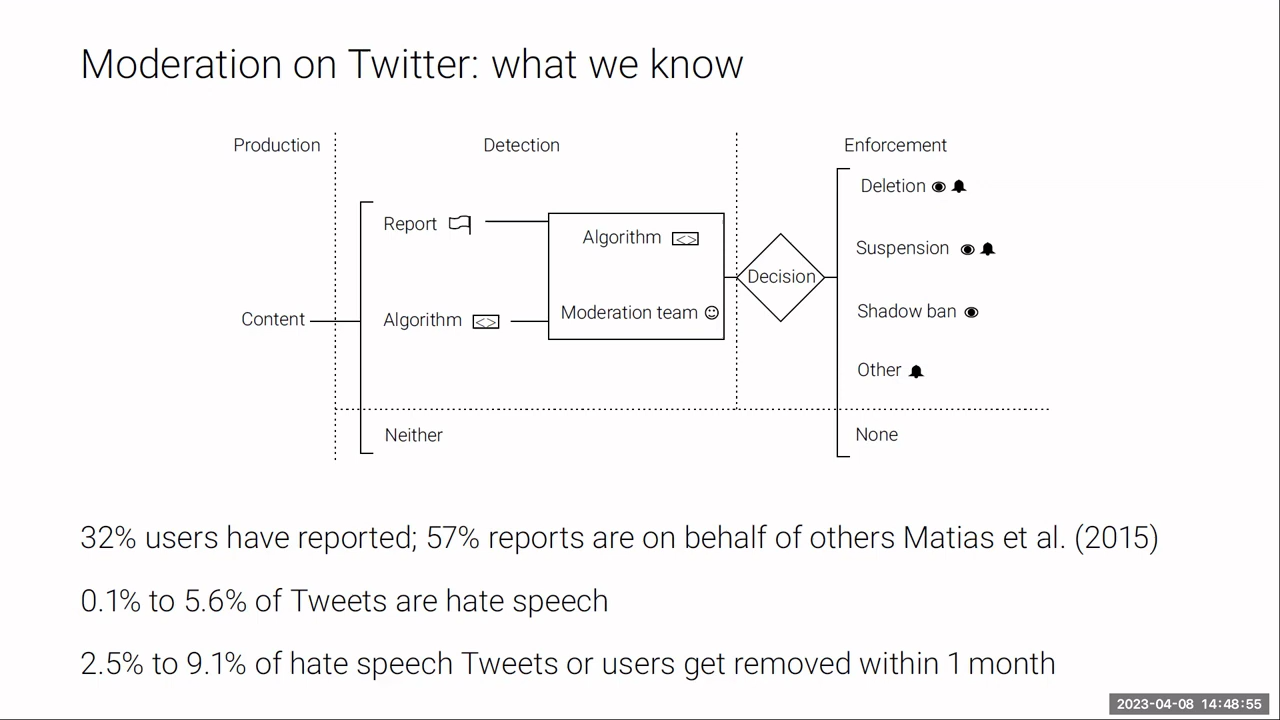 Moderation on Twitter: what we know
Production
Detection
Enforcement
Content
Report
Algorithm <>
Neither
Algorithm <>
Moderation team
Decision
Deletion
Suspension
Shadow ban
Other
None
32% users have reported; 57% reports are on behalf of others Matias et al. (2015)
0.1% to 5.6% of Tweets are hate speech
2.5% to 9.1% of hate speech Tweets or users get removed within 1 month
2023-04-08 14:48:55